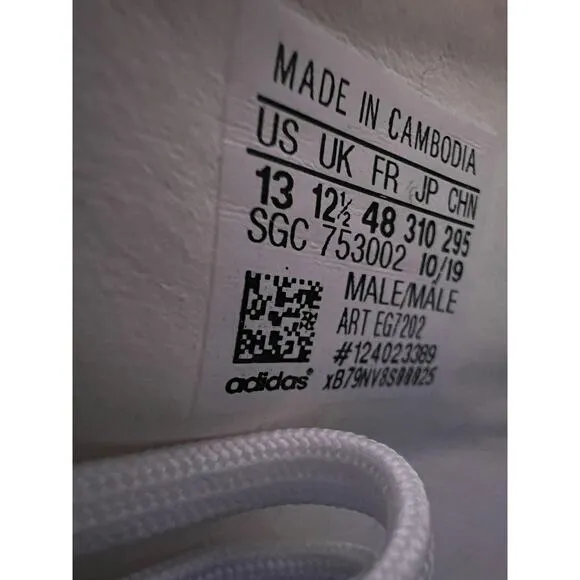 MADE IN CAMBODIA
US UK FR JP CHN
13 12½ 48 310 295
SGC 753002 10/19
MALE/MALE
ART EG7202
#124023389
adidas® xB79NV8S00025